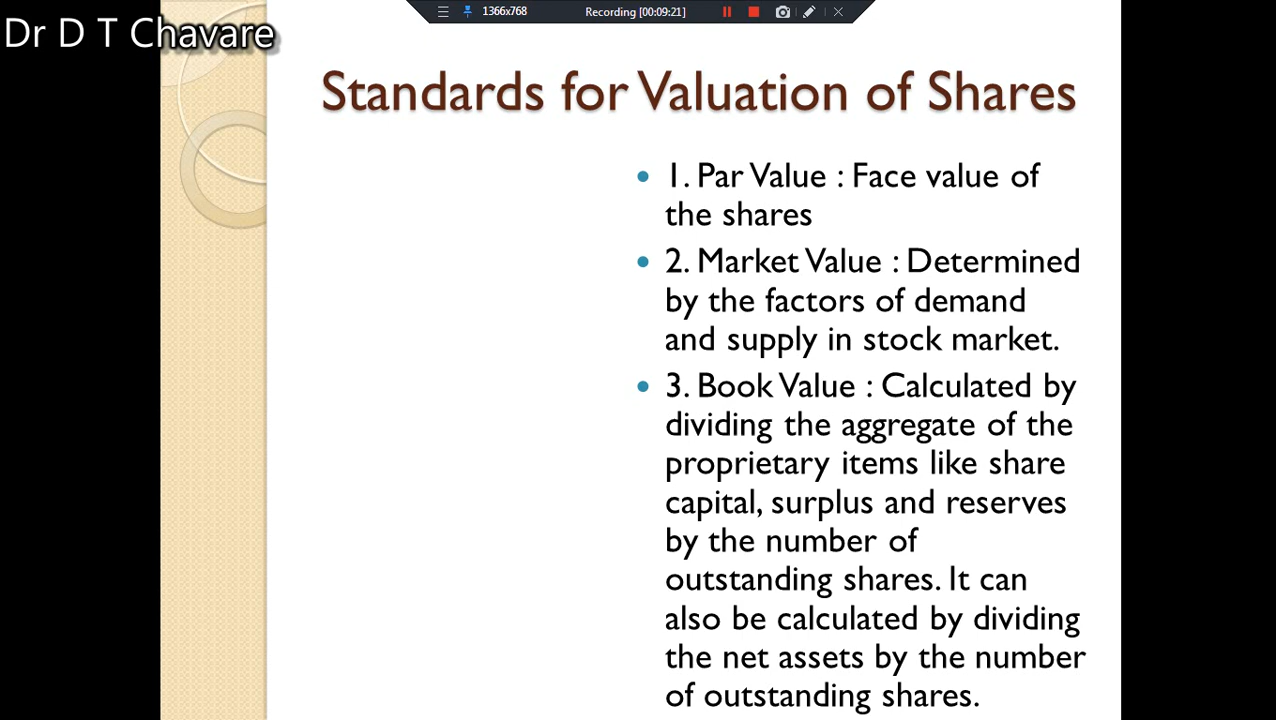 1366x768 Recording [00:09:21]
Dr D T Chavare
Standards for Valuation of Shares
• 1. Par Value : Face value of
the shares
• 2. Market Value : Determined
by the factors of demand
and supply in stock market.
• 3. Book Value : Calculated by
dividing the aggregate of the
proprietary items like share
capital, surplus and reserves
by the number of
outstanding shares. It can
also be calculated by dividing
the net assets by the number
of outstanding shares.